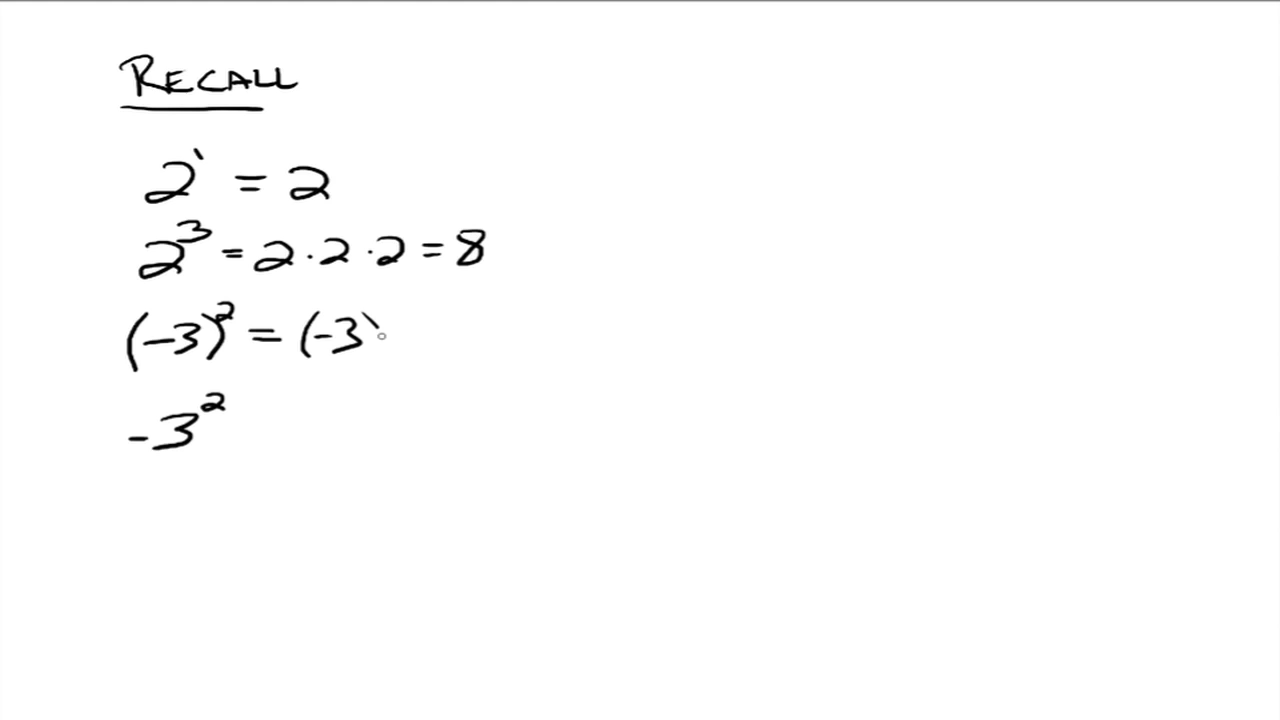 RECALL
2¹ = 2
2³ = 2 · 2 · 2 = 8
(-3)² = (-3)
-3²